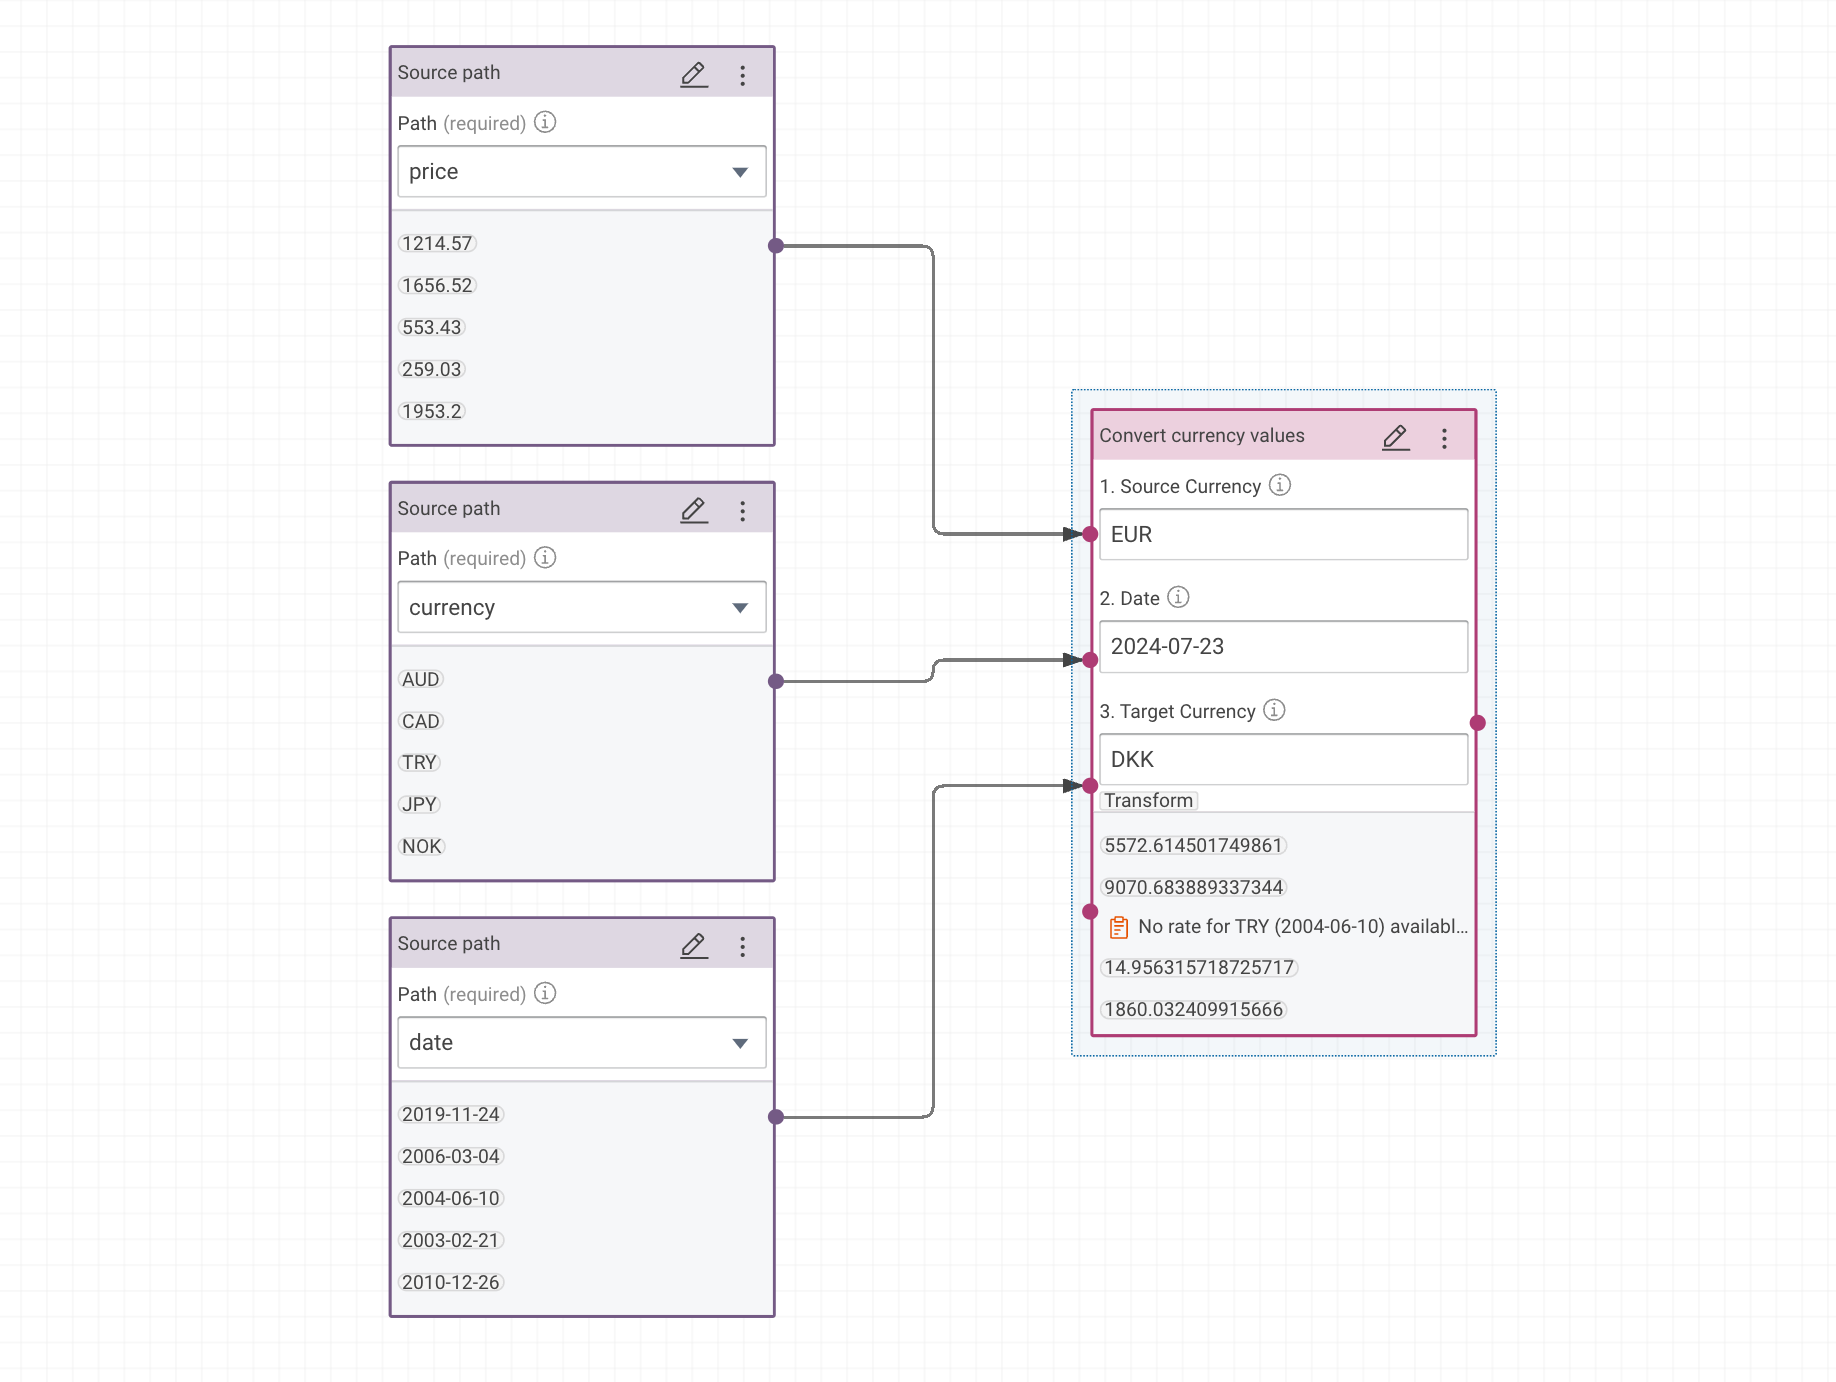 Source path
Path (required)
price
1214.57
1656.52
553.43
259.03
1953.2
Source path
Path (required)
currency
AUD
CAD
TRY
JPY
NOK
Source path
Path (required)
date
2019-11-24
2006-03-04
2004-06-10
2003-02-21
2010-12-26
Convert currency values
1. Source Currency
EUR
2. Date
2024-07-23
3. Target Currency
DKK
Transform
5572.614501749861
9070.683889337344
No rate for TRY (2004-06-10) availabl...
14.956315718725717
1860.032409915666